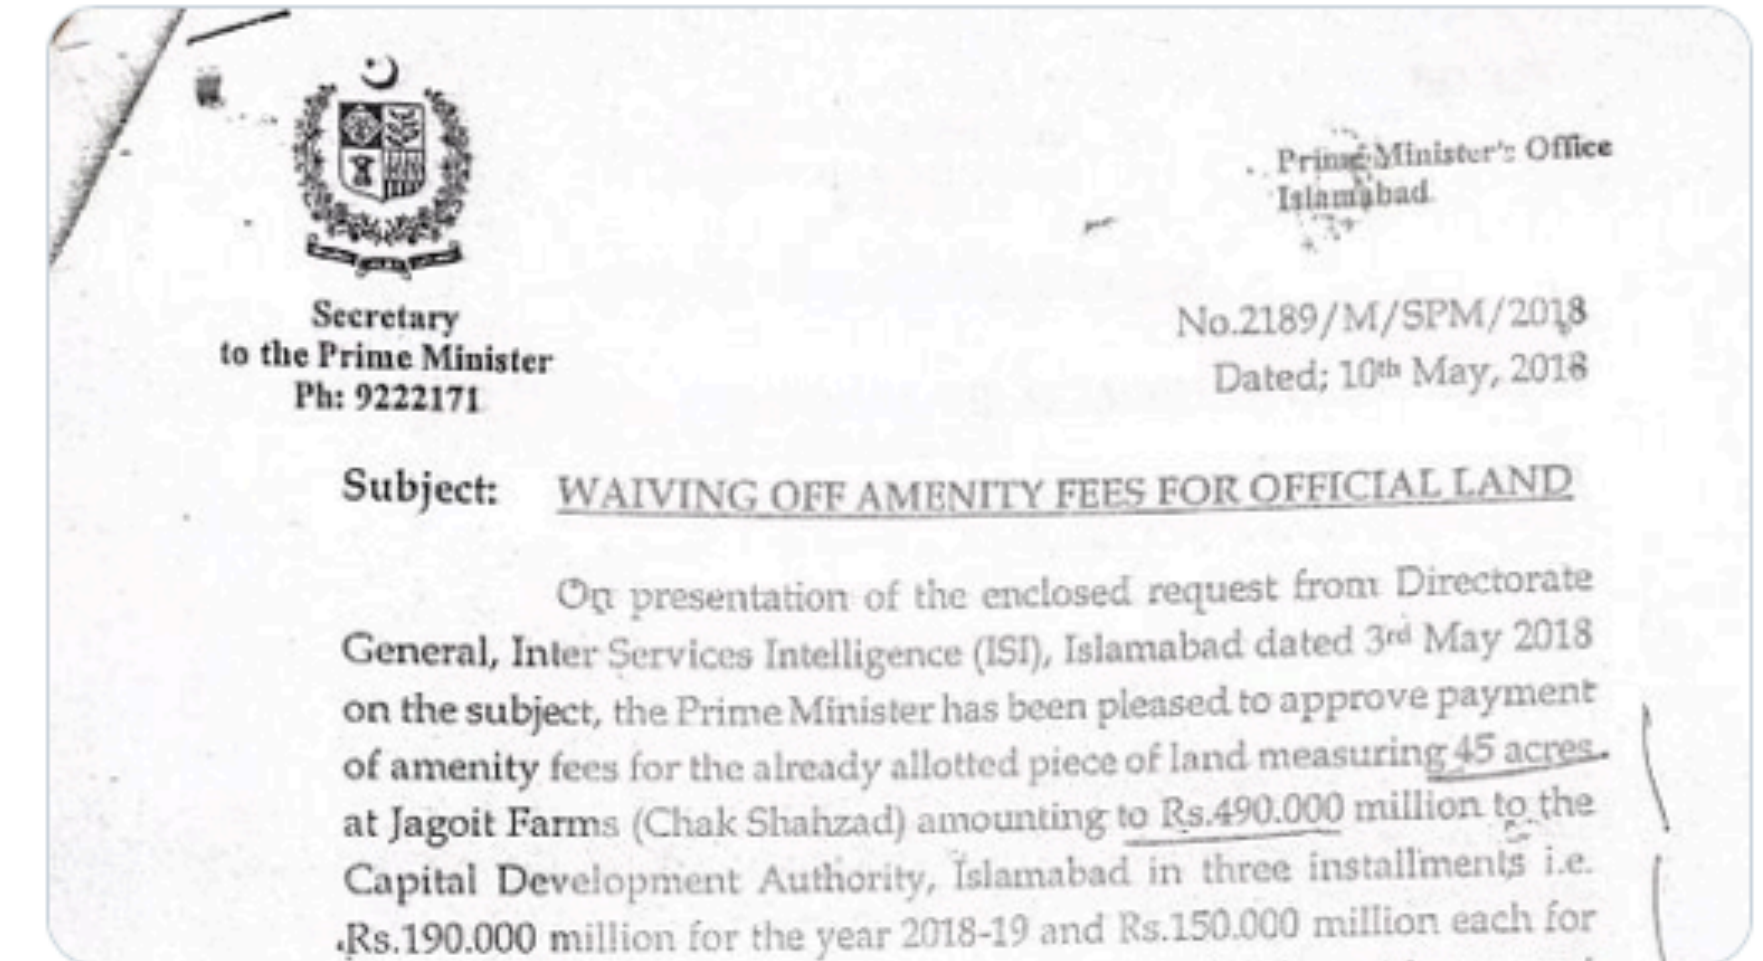 Prime Minister's Office
Islamabad
Secretary
to the Prime Minister
Ph: 9222171
No.2189/M/SPM/2018
Dated; 10th May, 2018
Subject: WAIVING OFF AMENITY FEES FOR OFFICIAL LAND
On presentation of the enclosed request from Directorate
General, Inter Services Intelligence (ISI), Islamabad dated 3rd May 2018
on the subject, the Prime Minister has been pleased to approve payment
of amenity fees for the already allotted piece of land measuring 45 acres
at Jagoit Farms (Chak Shahzad) amounting to Rs.490.000 million to the
Capital Development Authority, Islamabad in three installments i.e.
Rs.190.000 million for the year 2018-19 and Rs.150.000 million each for